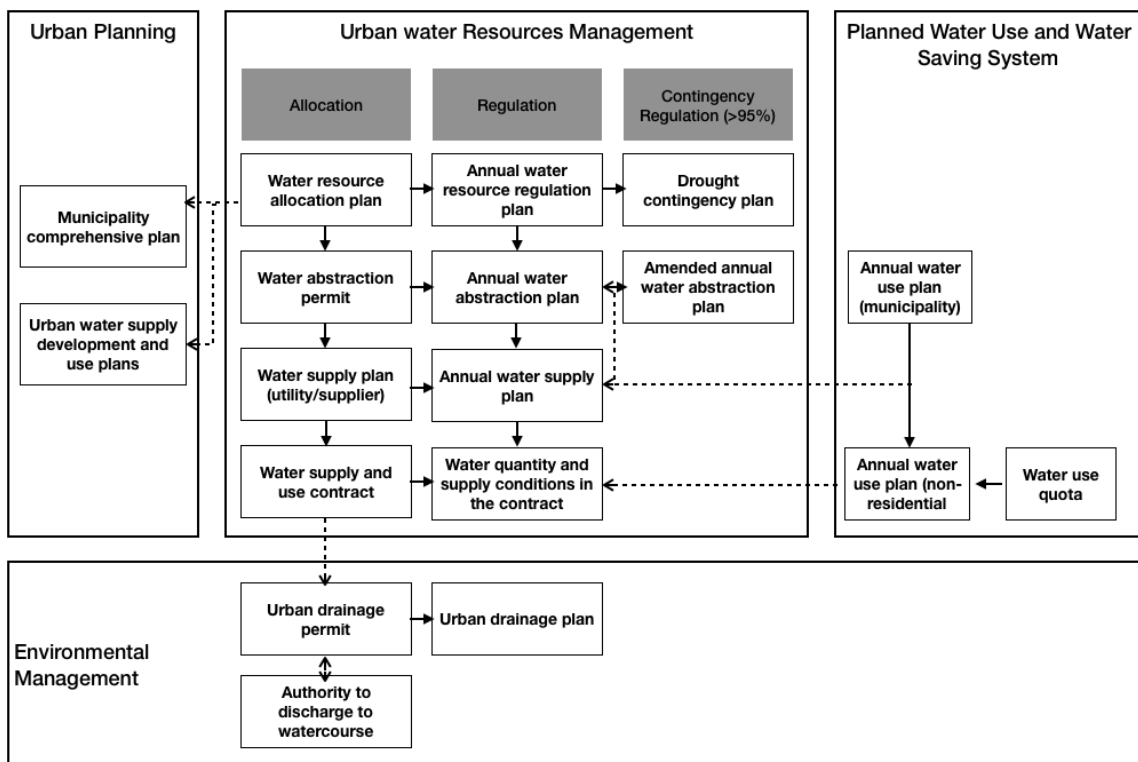 Urban Planning
Municipality
comprehensive plan
Urban water supply
development and
use plans
Urban water Resources Management
Allocation
Regulation
Contingency
Regulation (>95%)
Water resource
allocation plan
Annual water
resource regulation
plan
Drought
contingency plan
Water abstraction
permit
Annual water
abstraction plan
Amended annual
water abstraction
plan
Water supply plan
(utility/supplier)
Annual water supply
plan
Water supply and
use contract
Water quantity and
supply conditions in
the contract
Planned Water Use and Water
Saving System
Annual water
use plan
(municipality)
Annual water
use plan (non-
residential
Water use
quota
Environmental
Management
Urban drainage
permit
Urban drainage plan
Authority to
discharge to
watercourse